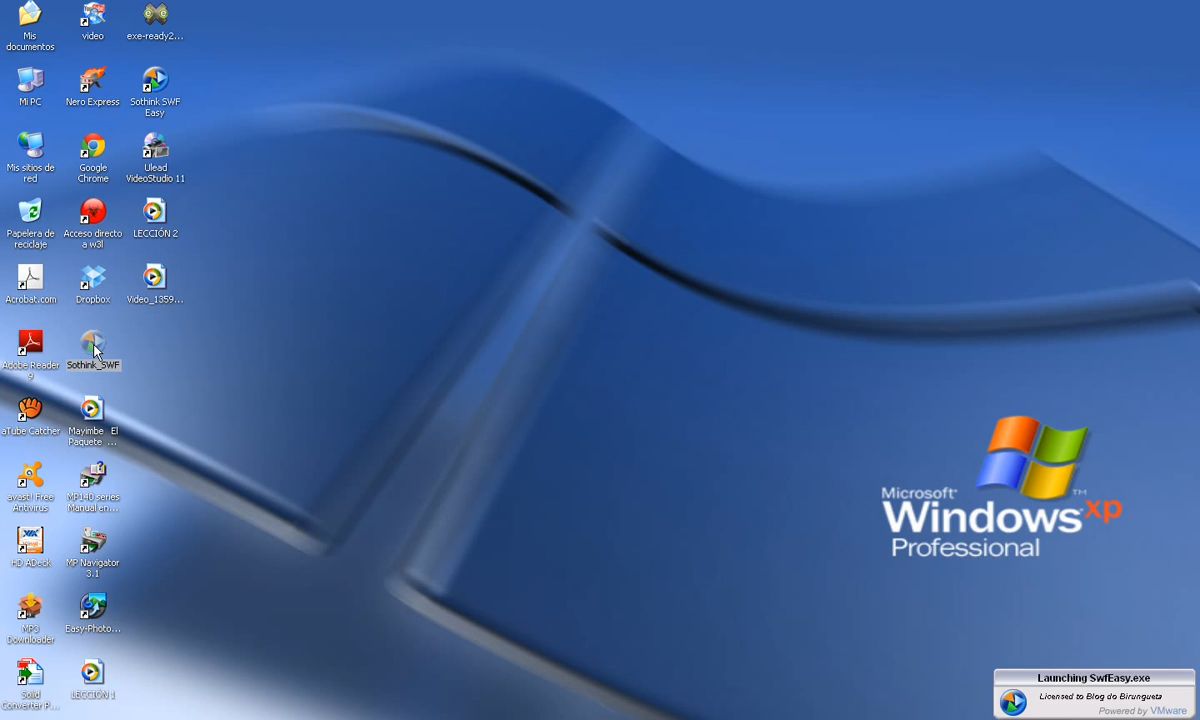 Mis
documentos
video
exe-ready2...
Mi PC
Nero Express
Sothink SWF
Easy
Mis sitios de
red
Google
Chrome
Ulead
VideoStudio 11
Papelera de
reciclaje
Acceso directo
a w3l
LECCIÓN 2
Acrobat.com
Dropbox
Video_1359...
Adobe Reader
9
Sothink_SWF
aTube Catcher
Mayimbe El
Paquete ...
avast! Free
Antivirus
MP140 series
Manual en...
HD ADeck
MP Navigator
3.1
MP3
Downloader
Easy-Photo...
Solid
Converter P...
LECCIÓN 1
Microsoft
Windows xp
Professional
TM
Launching SwfEasy.exe
Licensed to Blog do Birungueta
Powered by VMware